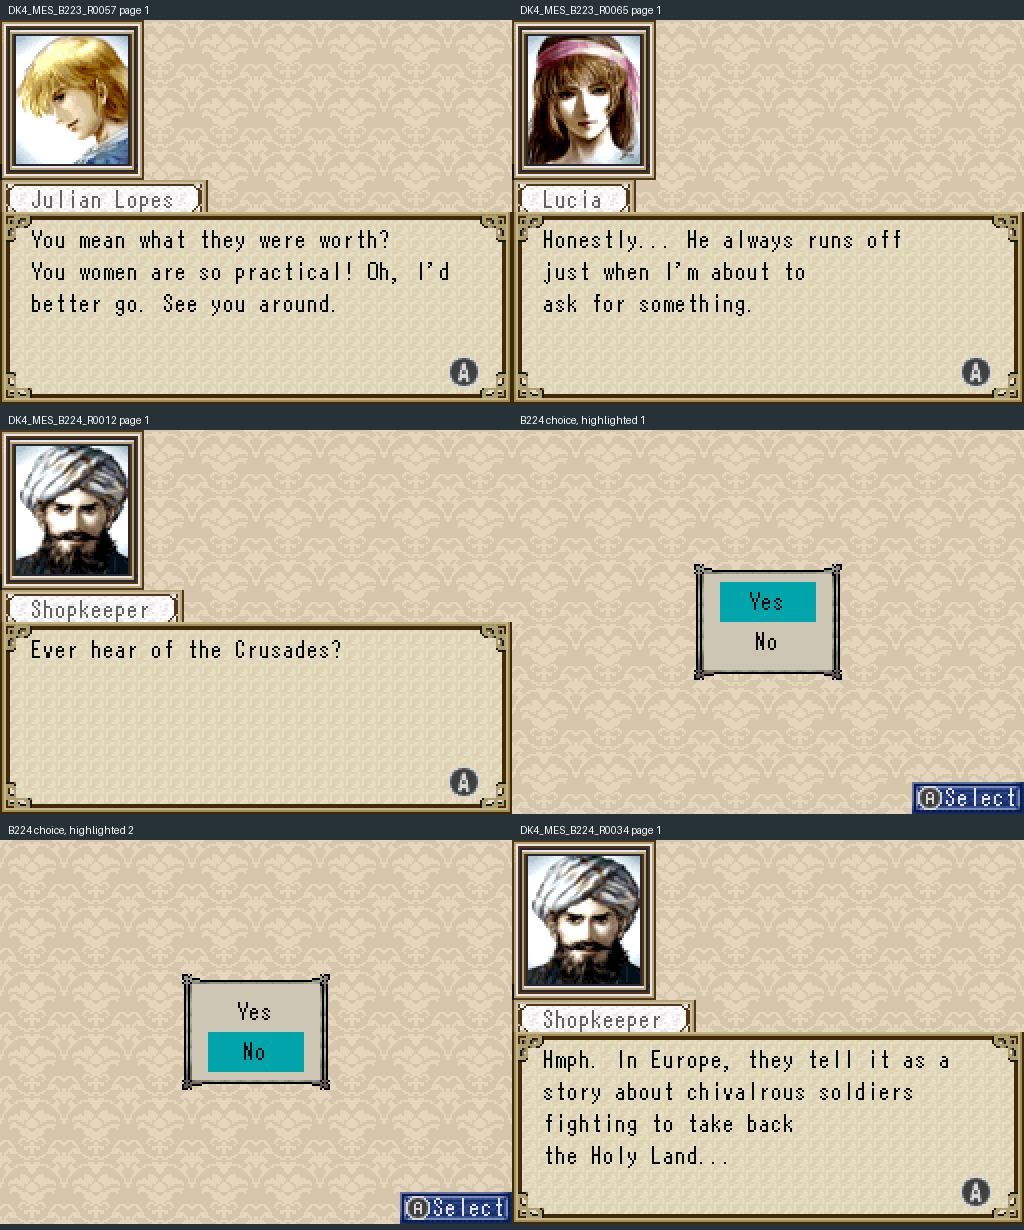 DK4_MES_B223_R0057 page 1
Julian Lopes
You mean what they were worth?
You women are so practical! Oh, I'd
better go. See you around.
A
DK4_MES_B223_R0065 page 1
Lucia
Honestly... He always runs off
just when I'm about to
ask for something.
A
DK4_MES_B224_R0012 page 1
Shopkeeper
Ever hear of the Crusades?
A
B224 choice, highlighted 1
Yes
No
A Select
B224 choice, highlighted 2
Yes
No
A Select
DK4_MES_B224_R0034 page 1
Shopkeeper
Hmph. In Europe, they tell it as a
story about chivalrous soldiers
fighting to take back
the Holy Land...
A